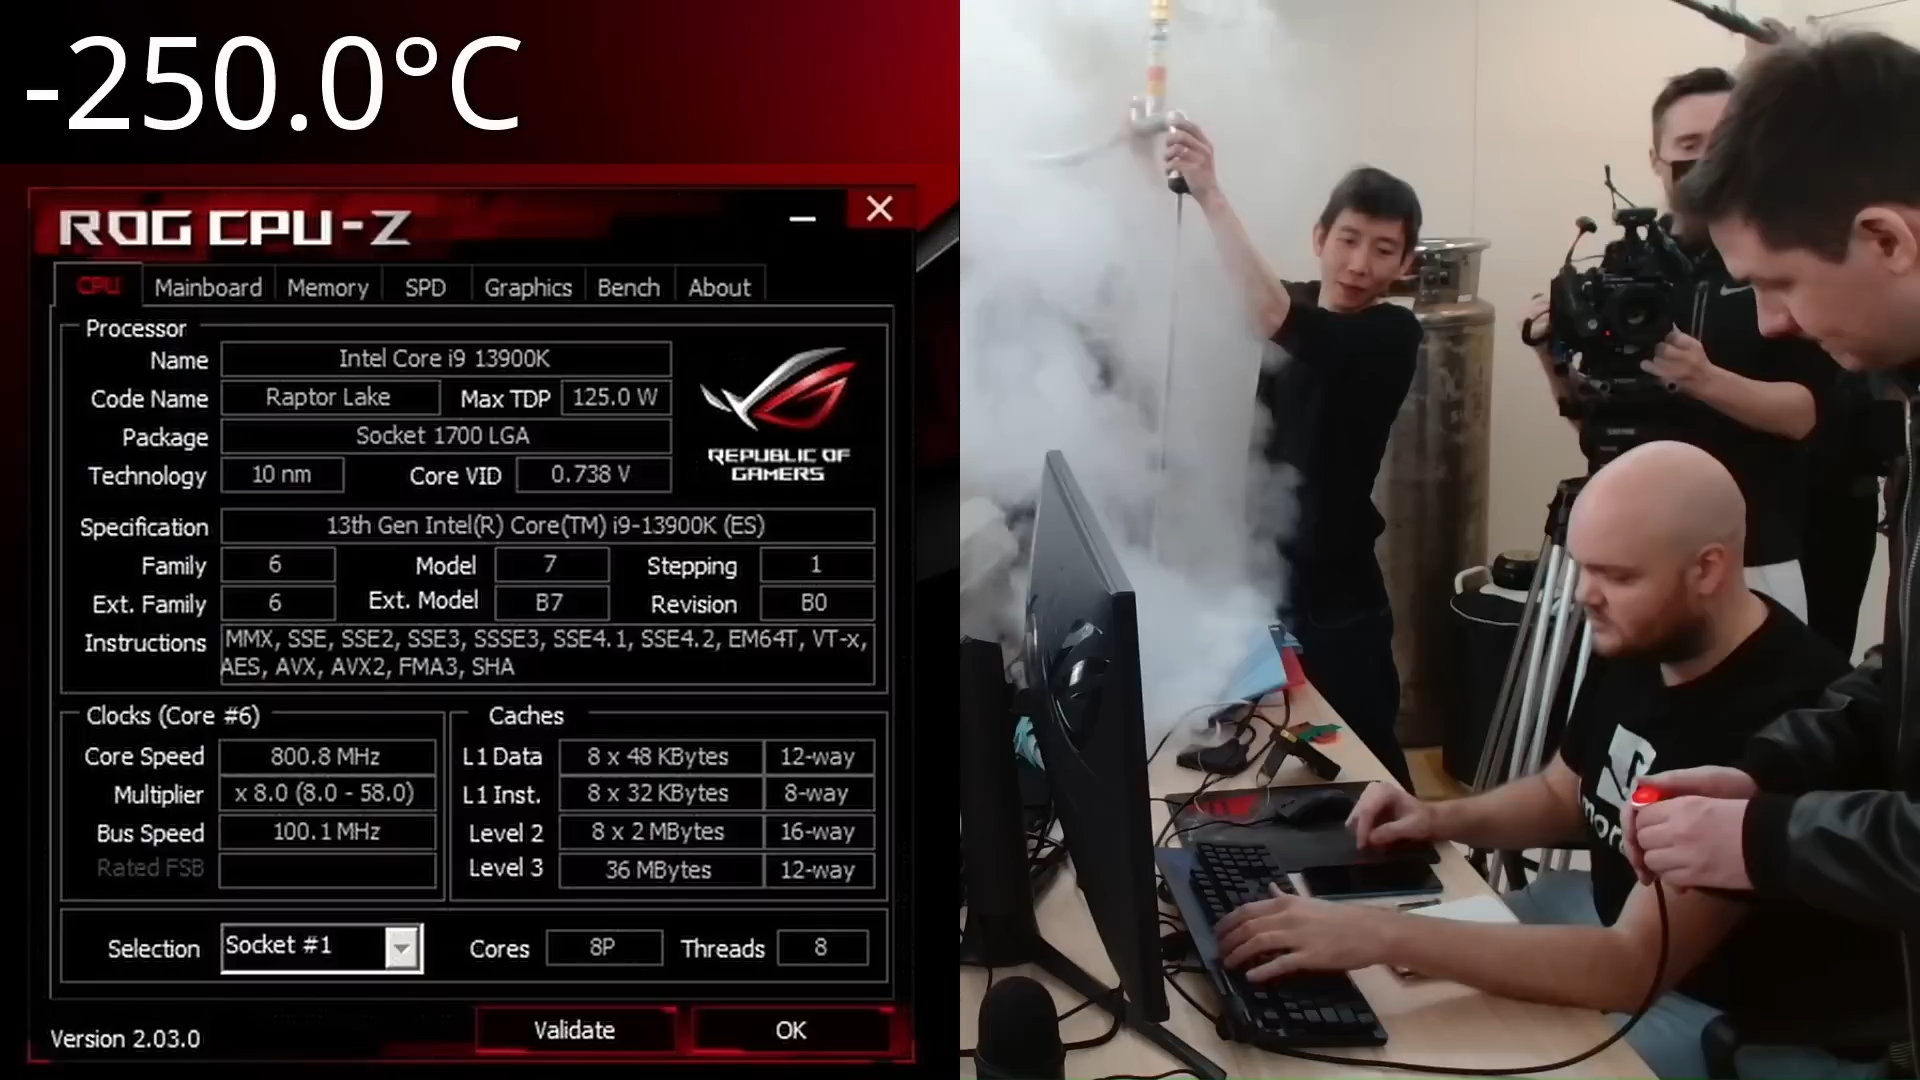 -250.0°C
ROG CPU-Z
CPU Mainboard Memory SPD Graphics Bench About
Processor
Name Intel Core i9 13900K
Code Name Raptor Lake Max TDP 125.0 W
Package Socket 1700 LGA
Technology 10 nm Core VID 0.738 V
REPUBLIC OF
GAMERS
Specification 13th Gen Intel(R) Core(TM) i9-13900K (ES)
Family 6 Model 7 Stepping 1
Ext. Family 6 Ext. Model B7 Revision B0
Instructions MMX, SSE, SSE2, SSE3, SSSE3, SSE4.1, SSE4.2, EM64T, VT-x,
AES, AVX, AVX2, FMA3, SHA
Clocks (Core #6) Caches
Core Speed 800.8 MHz L1 Data 8 x 48 KBytes 12-way
Multiplier x 8.0 (8.0 - 58.0) L1 Inst. 8 x 32 KBytes 8-way
Bus Speed 100.1 MHz Level 2 8 x 2 MBytes 16-way
Rated FSB Level 3 36 MBytes 12-way
Selection Socket #1 Cores 8P Threads 8
Version 2.03.0 Validate OK